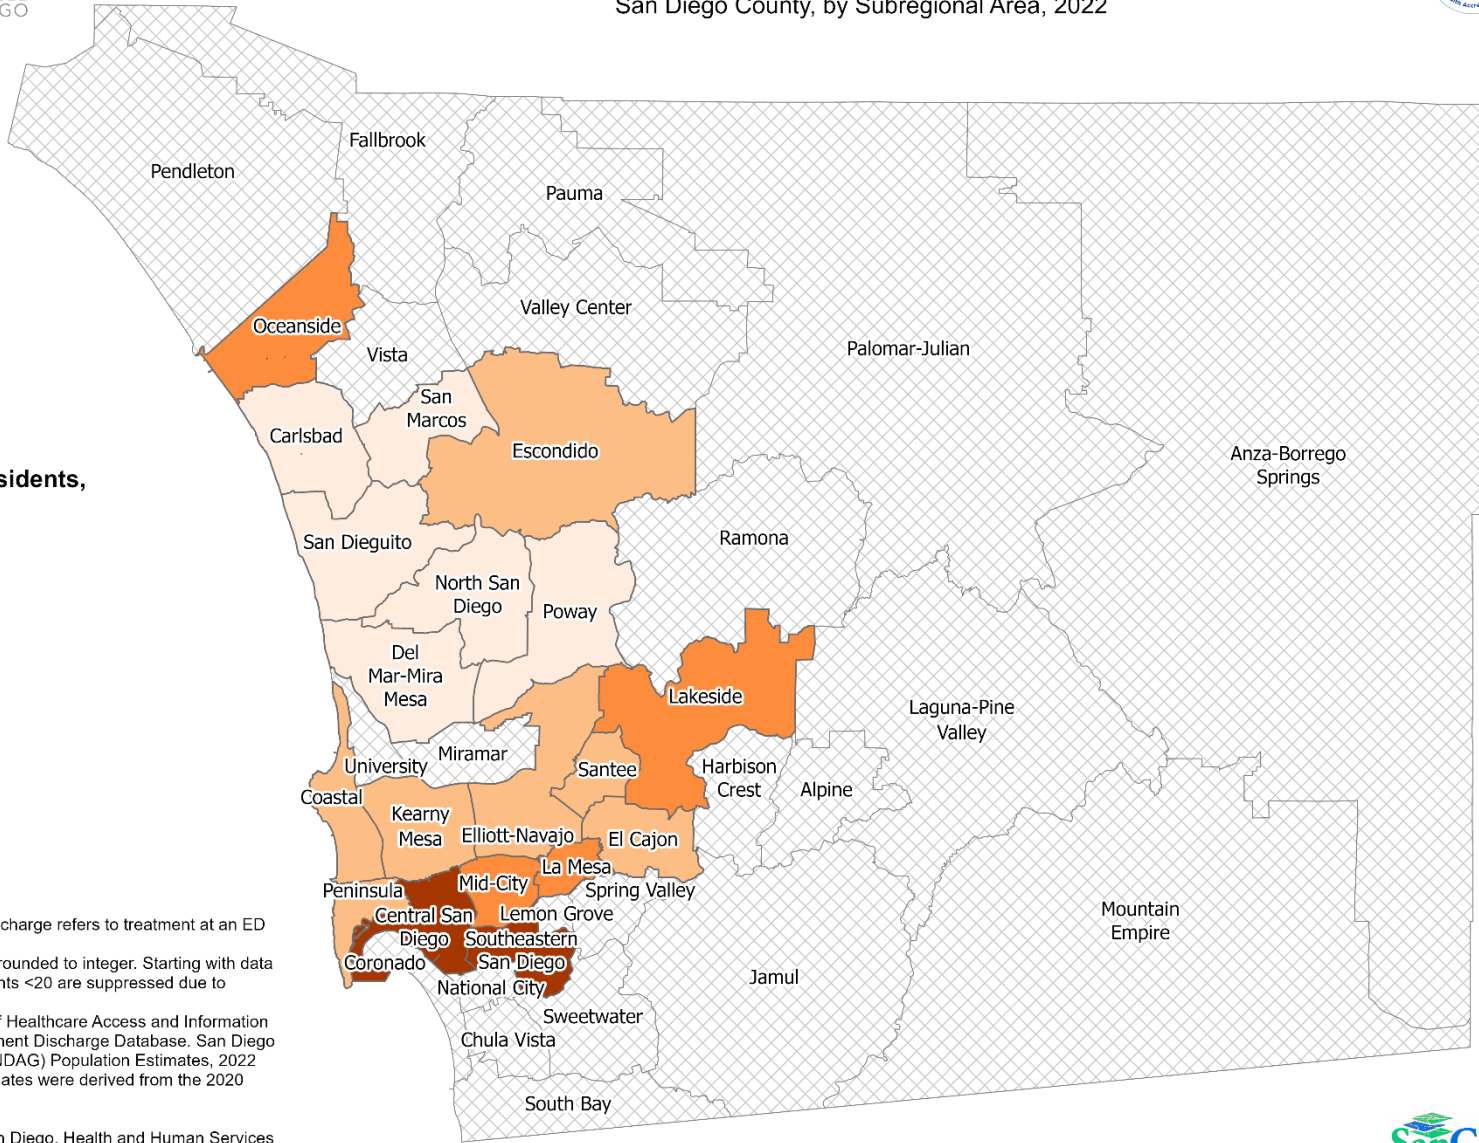 GO
San Diego County, by Subregional Area, 2022
Fallbrook
Pendleton
Pauma
Valley Center
Oceanside
Vista
Palomar-Julian
San
Marcos
Carlsbad
Escondido
Anza-Borrego
Springs
sidents,
San Dieguito
Ramona
North San
Diego
Poway
Del
Mar-Mira
Mesa
Lakeside
Laguna-Pine
Valley
Miramar
University
Santee
Harbison
Crest
Alpine
Coastal
Kearny
Mesa
Elliott-Navajo
El Cajon
La Mesa
Mid-City
Peninsula
Spring Valley
Central San
Diego
Lemon Grove
Southeastern
San Diego
Coronado
National City
Jamul
Mountain
Empire
Sweetwater
Chula Vista
South Bay
charge refers to treatment at an ED
rounded to integer. Starting with data
nts <20 are suppressed due to
f Healthcare Access and Information
nent Discharge Database. San Diego
NDAG) Population Estimates, 2022
ates were derived from the 2020
n Diego, Health and Human Services